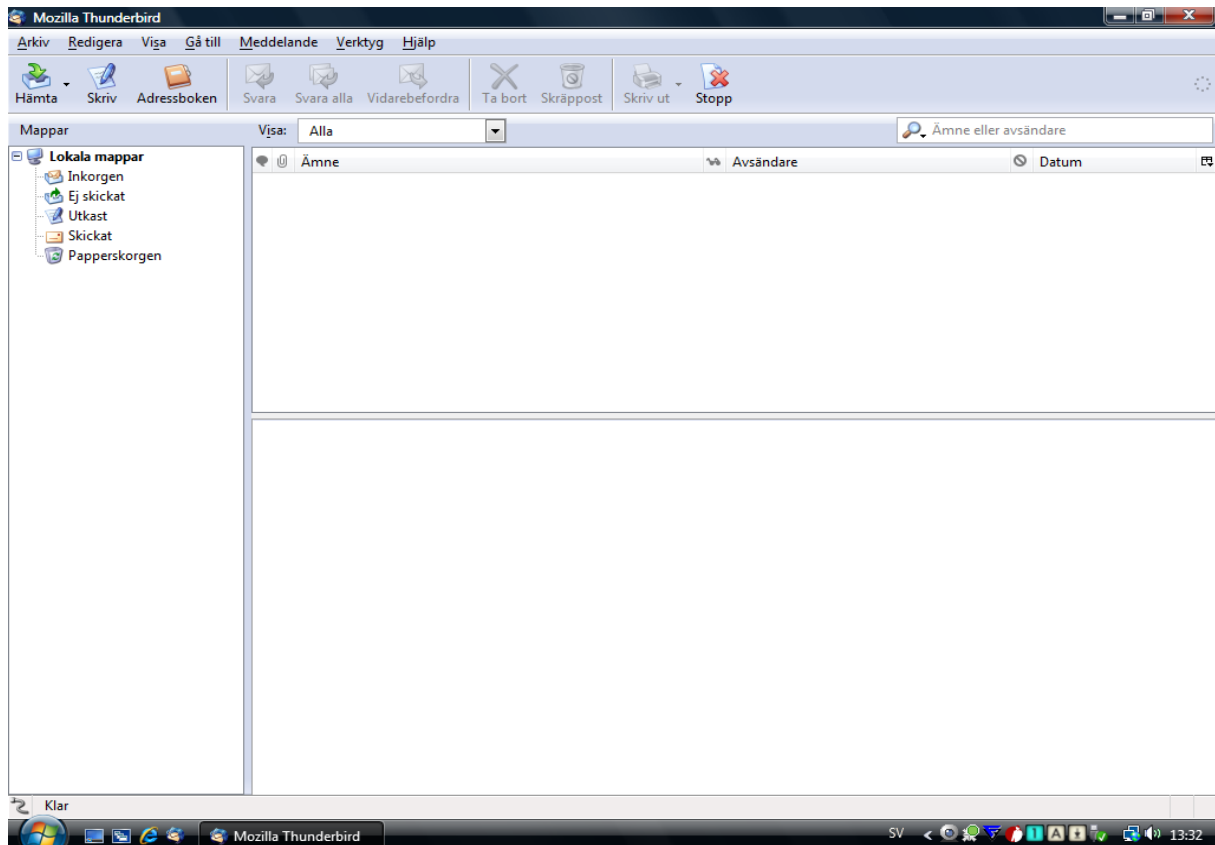 Mozilla Thunderbird
Arkiv Redigera Visa Gå till Meddelande Verktyg Hjälp
Hämta Skriv Adressboken Svara Svara alla Vidarebefordra Ta bort Skräppost Skriv ut Stopp
Mappar Visa: Alla Ämne eller avsändare
Lokala mappar Ämne Avsändare Datum
Inkorgen
Ej skickat
Utkast
Skickat
Papperskorgen
Klar
Mozilla Thunderbird SV 1 A 13:32